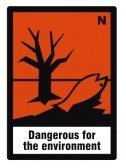 N
Dangerous for
the environment